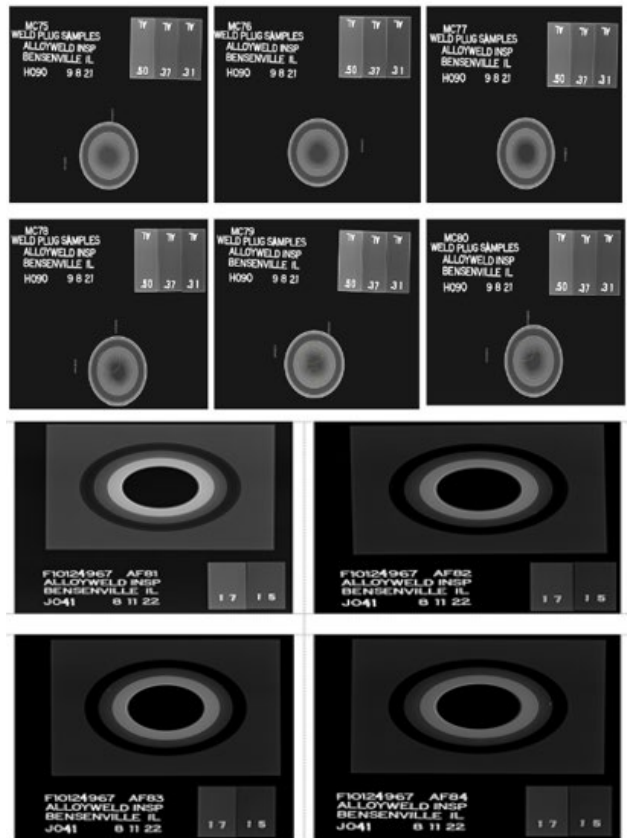 MC75
WELD PLUG SAMPLES
ALLOYWELD INSP
BENSENVILLE IL
H090 9 8 21
.50 .37 .31
MC76
WELD PLUG SAMPLES
ALLOYWELD INSP
BENSENVILLE IL
H090 9 8 21
.50 .37 .31
MC77
WELD PLUG SAMPLES
ALLOYWELD INSP
BENSENVILLE IL
H090 9 8 21
.50 .37 .31
MC78
WELD PLUG SAMPLES
ALLOYWELD INSP
BENSENVILLE IL
H090 9 8 21
.50 .37 .31
MC79
WELD PLUG SAMPLES
ALLOYWELD INSP
BENSENVILLE IL
H090 9 8 21
.50 .37 .31
MC80
WELD PLUG SAMPLES
ALLOYWELD INSP
BENSENVILLE IL
H090 9 8 21
.50 .37 .31
F10124967 AF81
ALLOYWELD INSP
BENSENVILLE IL
J041 8 11 22
17 15
F10124967 AF82
ALLOYWELD INSP
BENSENVILLE IL
J041 8 11 22
17 15
F10124967 AF83
ALLOYWELD INSP
BENSENVILLE IL
J041 8 11 22
17 15
F10124967 AF84
ALLOYWELD INSP
BENSENVILLE IL
J041 8 11 22
17 15